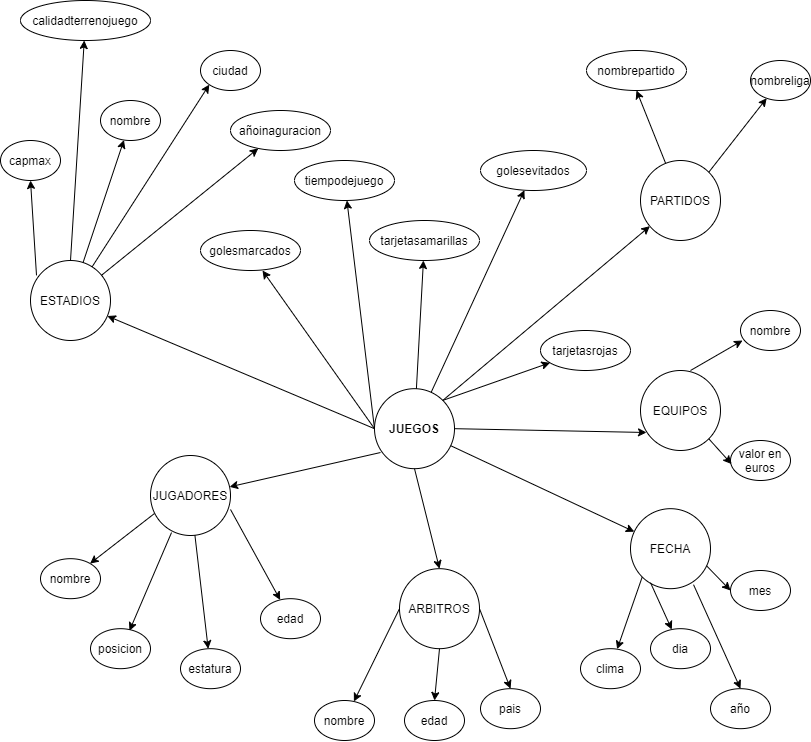 calidadterrenojuego
ciudad
nombrepartido
nombreliga
nombre
añoinaguracion
capmax
tiempodejuego
golesevitados
PARTIDOS
golesmarcados
tarjetasamarillas
ESTADIOS
nombre
tarjetasrojas
EQUIPOS
JUEGOS
valor en
euros
JUGADORES
FECHA
nombre
mes
ARBITROS
edad
posicion
dia
estatura
clima
nombre
edad
pais
año